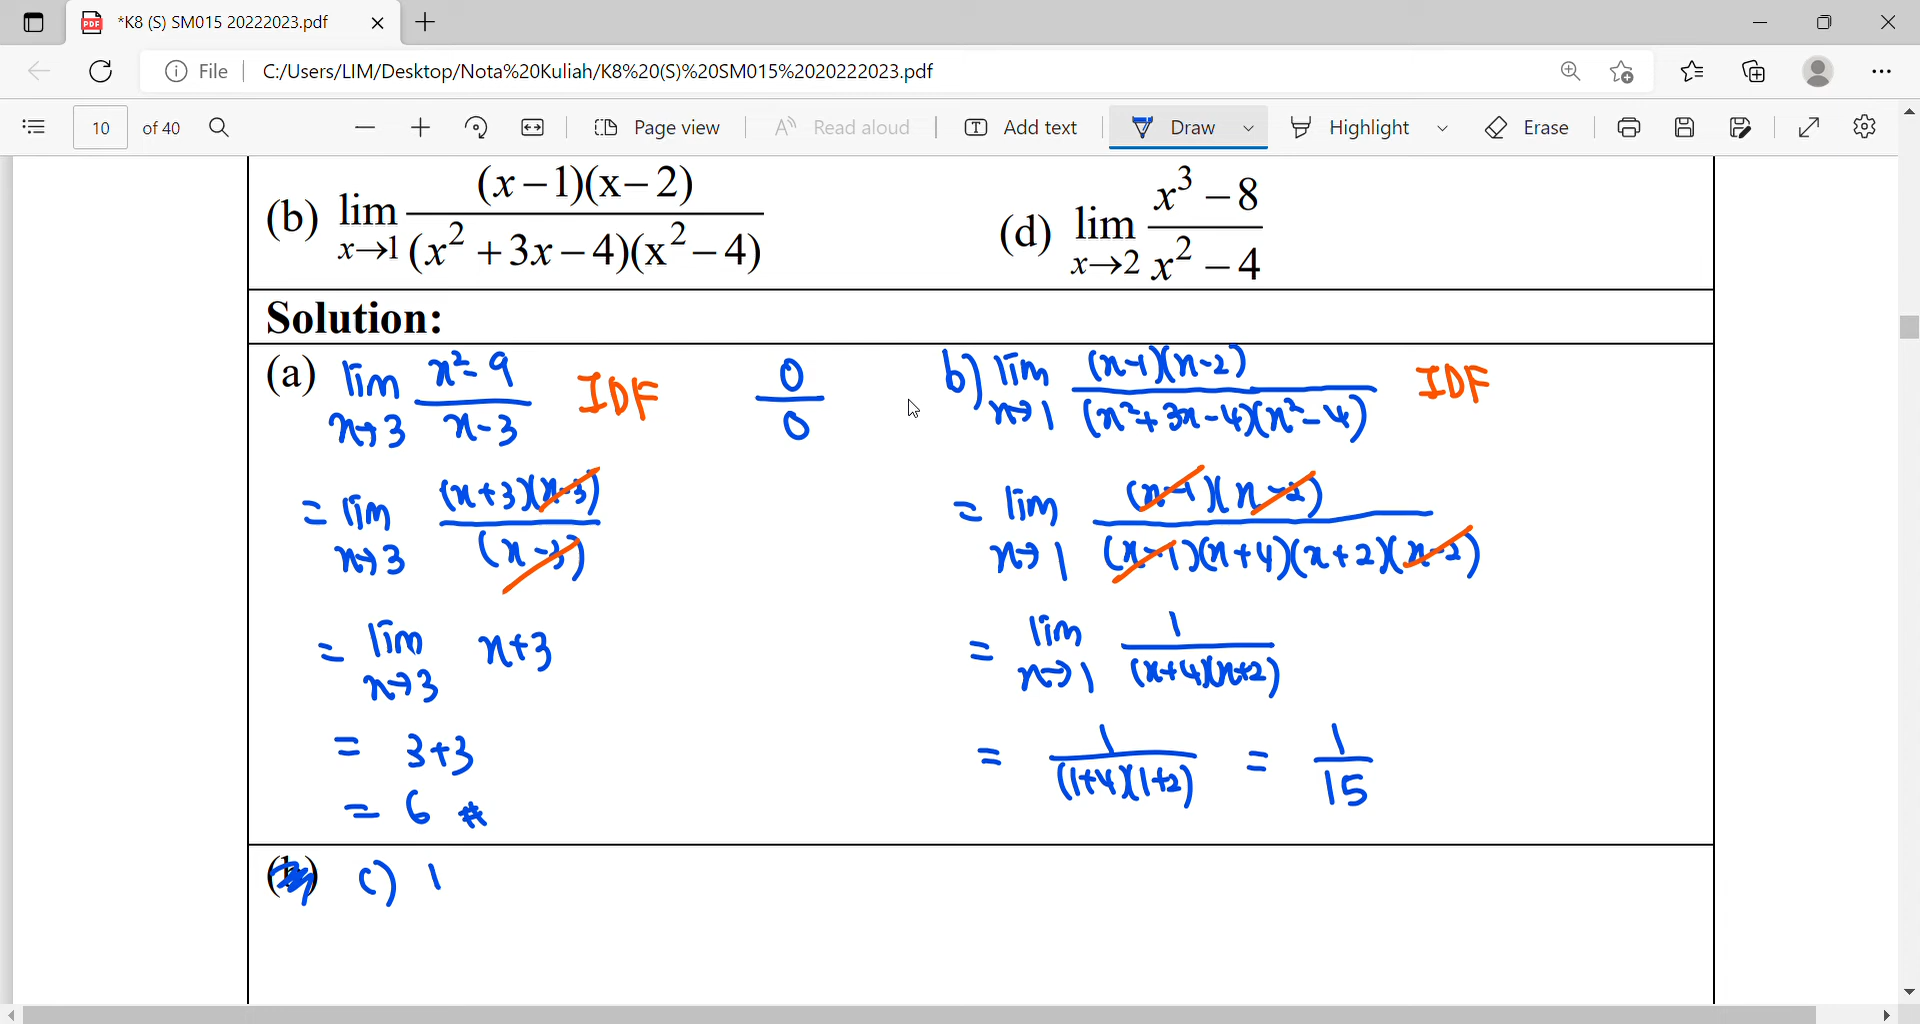 *K8 (S) SM015 20222023.pdf
File | C:/Users/LIM/Desktop/Nota%20Kuliah/K8%20(S)%20SM015%2020222023.pdf
10 of 40 Page view Read aloud Add text Draw Highlight Erase
(b) lim x→1 (x−1)(x−2) / (x² +3x−4)(x²−4)
(d) lim x→2 x³ −8 / x² −4
Solution:
(a) lim x→3 x²-9 / x-3 IDF 0/0
= lim x→3 (x+3)(x-3) / (x-3)
= lim x→3 x+3
= 3+3
= 6 #
b) lim x→1 (x-1)(x-2) / (x²+3x-4)(x²-4) IDF
= lim x→1 (x-1)(x-2) / (x-1)(x+4)(x+2)(x-2)
= lim x→1 1 / (x+4)(x+2)
= 1 / (1+4)(1+2) = 1/15
(b) c) 1